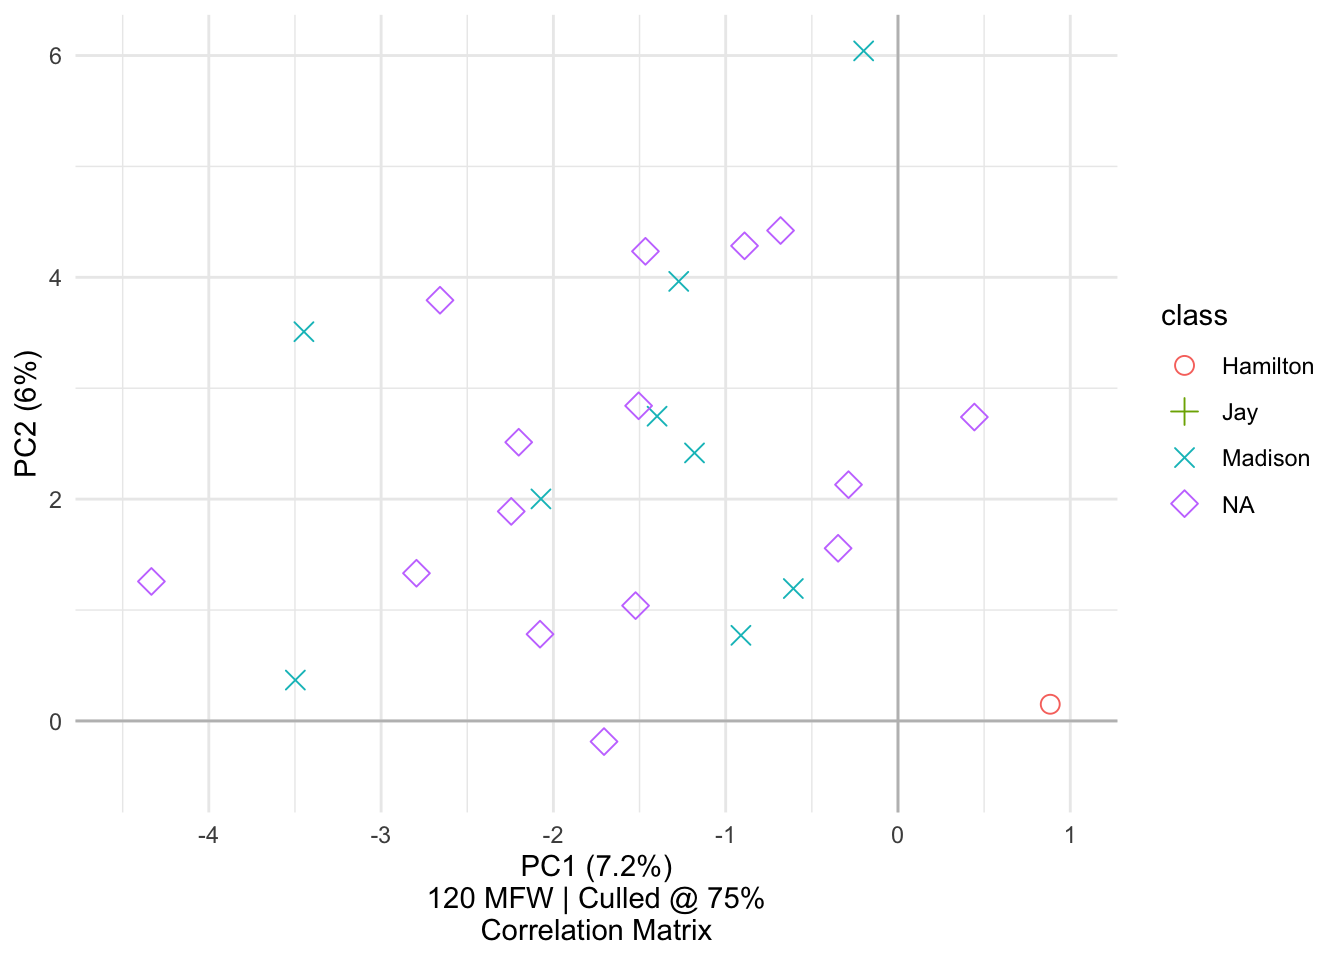 6
4
2
0
PC2 (6%)
-4 -3 -2 -1 0 1
PC1 (7.2%)
120 MFW | Culled @ 75%
Correlation Matrix
class
Hamilton
Jay
Madison
NA